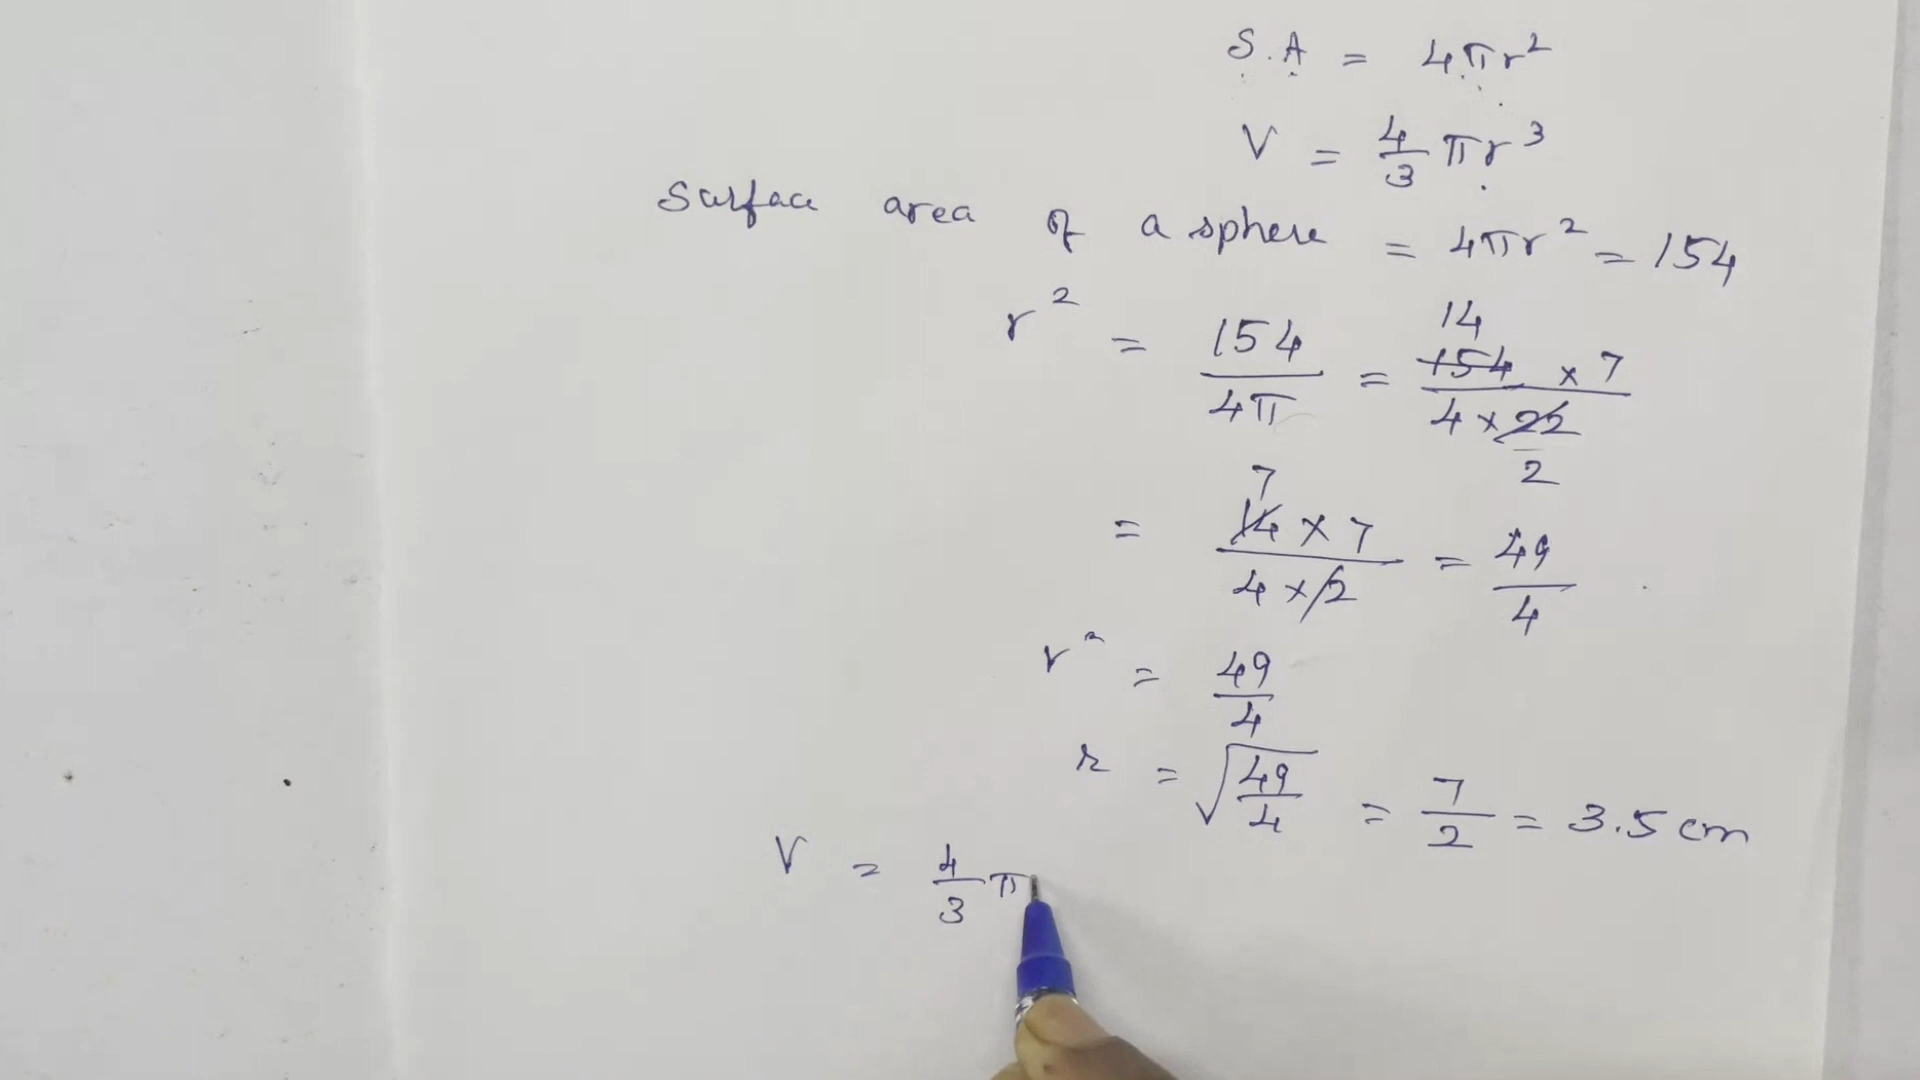 S.A = 4πr²
V = 4/3 πr³
Surface area of a sphere = 4πr² = 154
r² = 154/4π = 14 154 × 7 / 4 × 22 2
= 7 14 × 7 / 4 × 2 = 49/4
r² = 49/4
r = √49/4 = 7/2 = 3.5 cm
V = 4/3 π